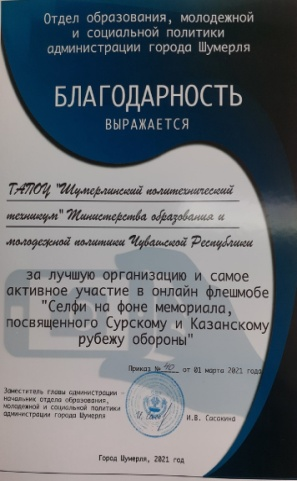 Отдел образования, молодежной
и социальной политики
администрации города Шумерля
БЛАГОДАРНОСТЬ
ВЫРАЖАЕТСЯ
ГАПОУ "Шумерлинский политехнический
техникум" Министерства образования и
молодежной политики Чувашской Республики
за лучшую организацию и самое
активное участие в онлайн флешмобе
"Селфи на фоне мемориала,
посвященного Сурскому и Казанскому
рубежу обороны"
Приказ № от 01 марта 2021 года
Заместитель главы администрации –
начальник отдела образования,
молодежной и социальной политики
администрации города Шумерля
И.В. Сасокина
Город Шумерля, 2021 год